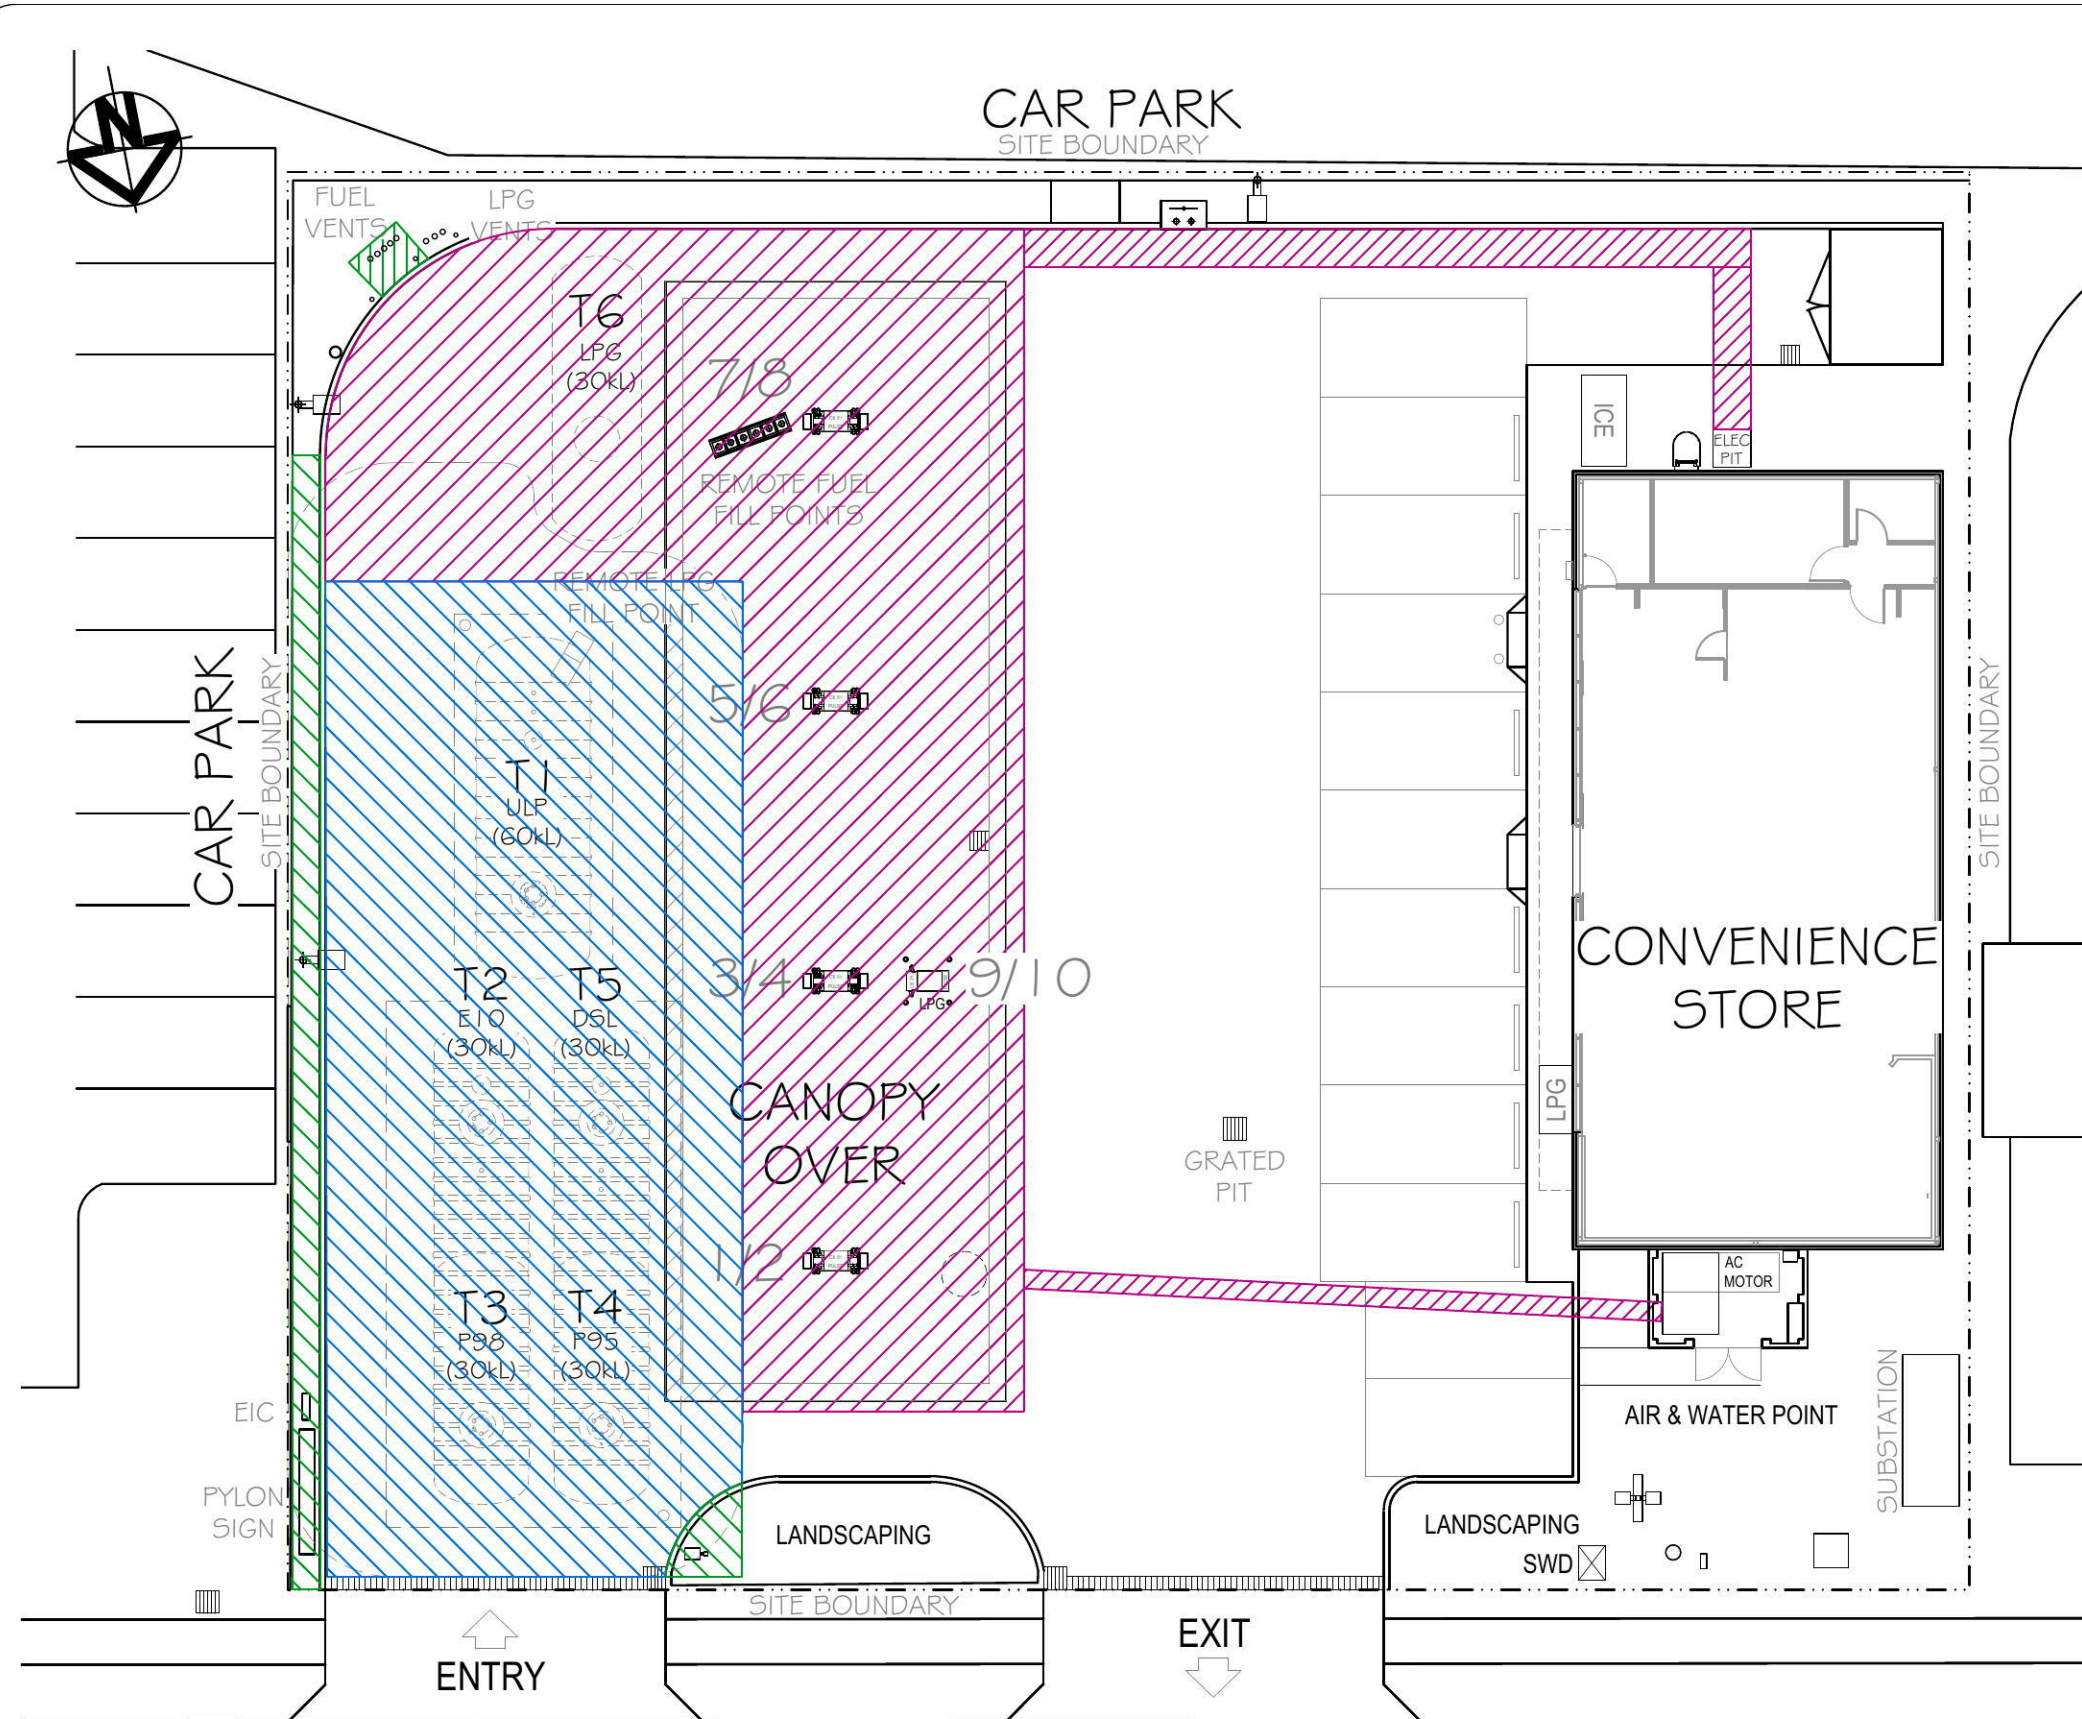 CAR PARK
SITE BOUNDARY
N
FUEL
VENTS
LPG
VENTS
T6
LPG
(30kL)
7/8
REMOTE FUEL
FILL POINTS
ICE
ELEC
PIT
REMOTE LPG
FILL POINT
5/6
T1
ULP
(60kL)
CAR PARK
SITE BOUNDARY
SITE BOUNDARY
CONVENIENCE
STORE
T2
E10
(30kL)
T5
DSL
(30kL)
3/4
LPG
9/10
CANOPY
OVER
LPG
GRATED
PIT
1/2
AC
MOTOR
T3
P98
(30kL)
T4
P95
(30kL)
EIC
PYLON
SIGN
AIR & WATER POINT
SUBSTATION
LANDSCAPING
LANDSCAPING
SWD
SITE BOUNDARY
ENTRY
EXIT